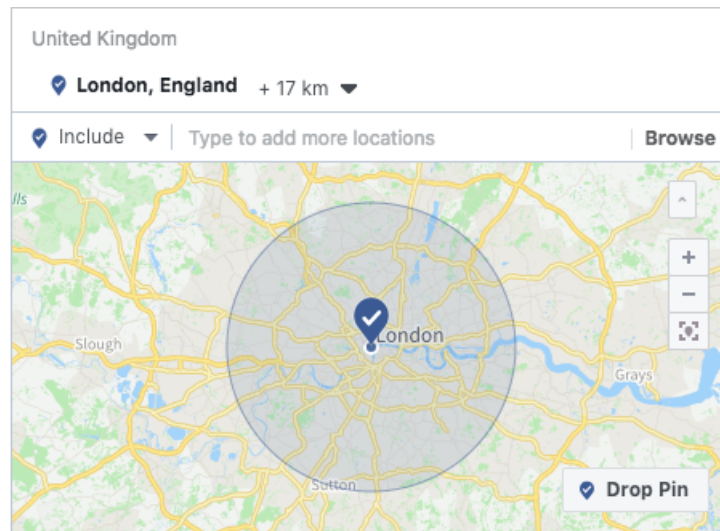 United Kingdom
London, England + 17 km
Include Type to add more locations Browse
lls
+
London
−
Slough
Grays
Sutton
Drop Pin